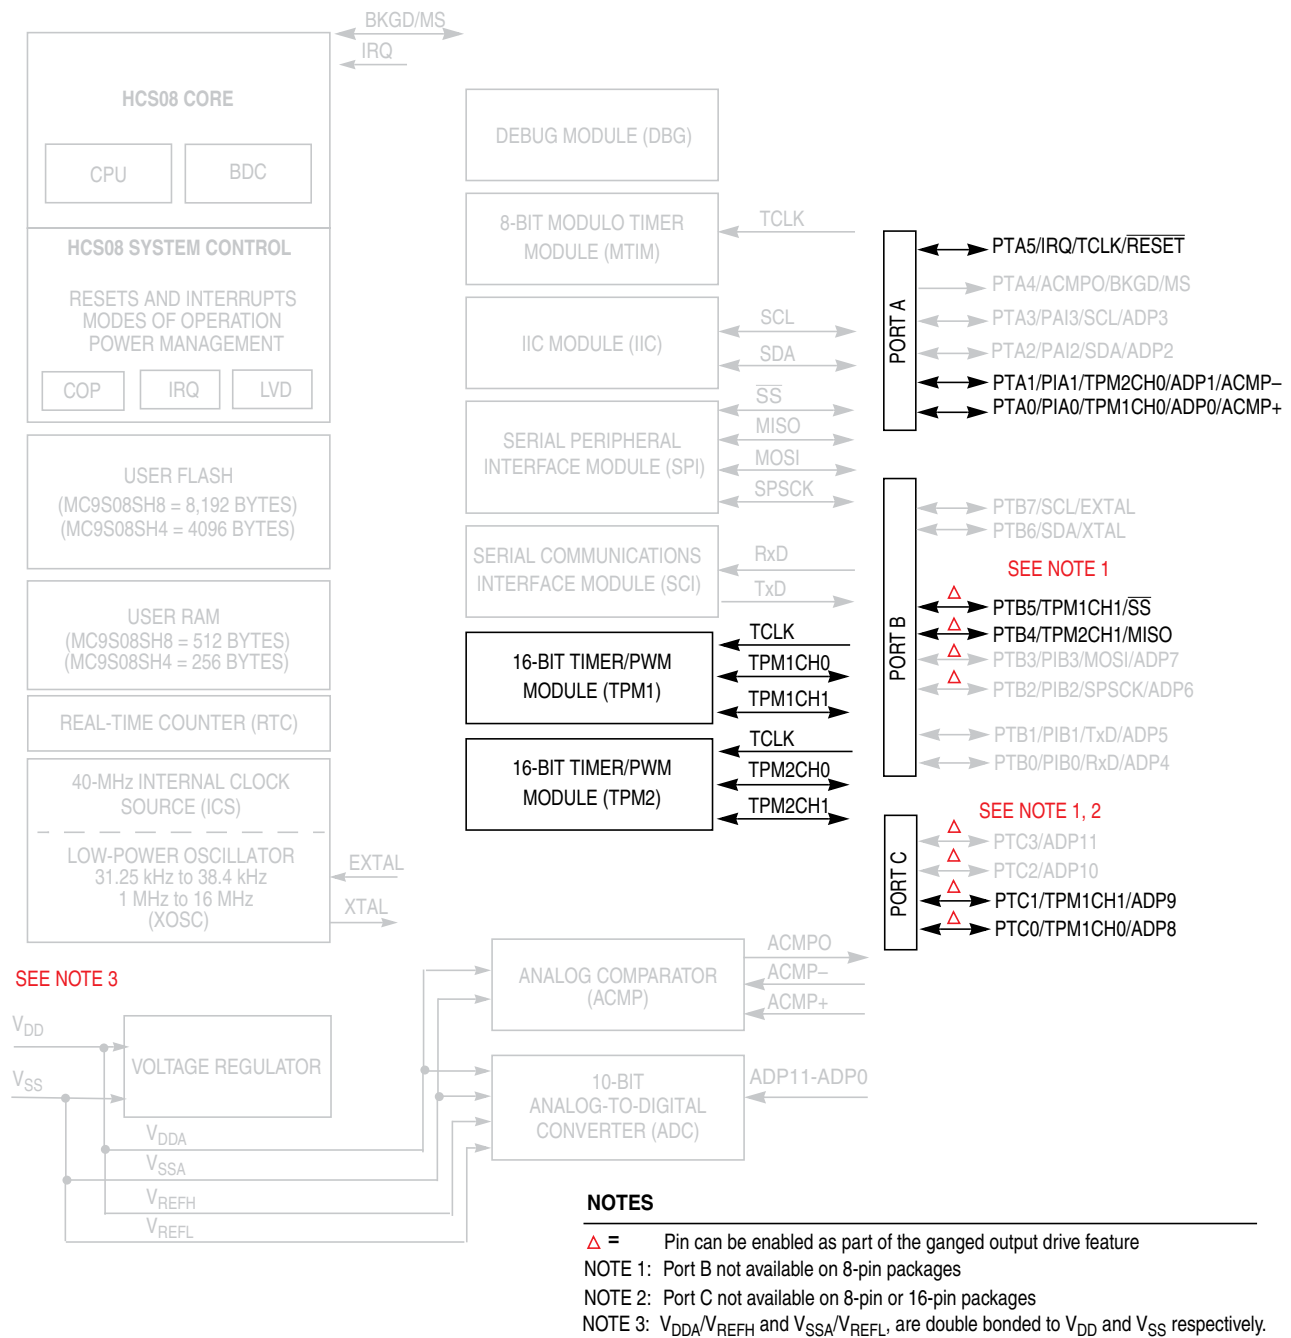 BKGD/MS
IRQ
HCS08 CORE
CPU
BDC
HCS08 SYSTEM CONTROL
RESETS AND INTERRUPTS
MODES OF OPERATION
POWER MANAGEMENT
COP
IRQ
LVD
USER FLASH
(MC9S08SH8 = 8,192 BYTES)
(MC9S08SH4 = 4096 BYTES)
USER RAM
(MC9S08SH8 = 512 BYTES)
(MC9S08SH4 = 256 BYTES)
REAL-TIME COUNTER (RTC)
40-MHz INTERNAL CLOCK
SOURCE (ICS)
LOW-POWER OSCILLATOR
31.25 kHz to 38.4 kHz
1 MHz to 16 MHz
(XOSC)
EXTAL
XTAL
SEE NOTE 3
VDD
VSS
VOLTAGE REGULATOR
VDDA
VSSA
VREFH
VREFL
DEBUG MODULE (DBG)
8-BIT MODULO TIMER
MODULE (MTIM)
TCLK
IIC MODULE (IIC)
SCL
SDA
SERIAL PERIPHERAL
INTERFACE MODULE (SPI)
SS
MISO
MOSI
SPSCK
SERIAL COMMUNICATIONS
INTERFACE MODULE (SCI)
RxD
TxD
16-BIT TIMER/PWM
MODULE (TPM1)
TCLK
TPM1CH0
TPM1CH1
16-BIT TIMER/PWM
MODULE (TPM2)
TCLK
TPM2CH0
TPM2CH1
ANALOG COMPARATOR
(ACMP)
ACMPO
ACMP–
ACMP+
10-BIT
ANALOG-TO-DIGITAL
CONVERTER (ADC)
ADP11-ADP0
PORT A
PTA5/IRQ/TCLK/RESET
PTA4/ACMPO/BKGD/MS
PTA3/PAI3/SCL/ADP3
PTA2/PAI2/SDA/ADP2
PTA1/PIA1/TPM2CH0/ADP1/ACMP–
PTA0/PIA0/TPM1CH0/ADP0/ACMP+
PORT B
PTB7/SCL/EXTAL
PTB6/SDA/XTAL
SEE NOTE 1
PTB5/TPM1CH1/SS
PTB4/TPM2CH1/MISO
PTB3/PIB3/MOSI/ADP7
PTB2/PIB2/SPSCK/ADP6
PTB1/PIB1/TxD/ADP5
PTB0/PIB0/RxD/ADP4
SEE NOTE 1, 2
PORT C
PTC3/ADP11
PTC2/ADP10
PTC1/TPM1CH1/ADP9
PTC0/TPM1CH0/ADP8
NOTES
Δ = Pin can be enabled as part of the ganged output drive feature
NOTE 1: Port B not available on 8-pin packages
NOTE 2: Port C not available on 8-pin or 16-pin packages
NOTE 3: VDDA/VREFH and VSSA/VREFL, are double bonded to VDD and VSS respectively.